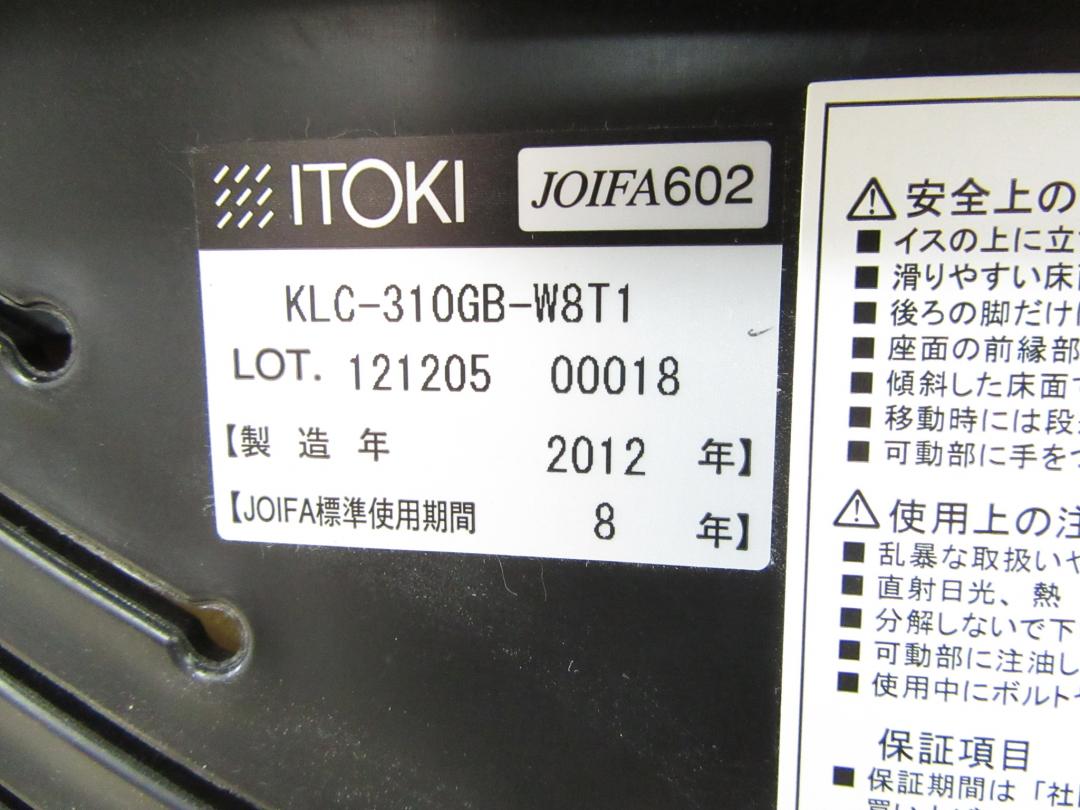 ITOKI JOIFA602
KLC-310GB-W8T1
LOT. 121205 00018
【製造年 2012 年】
【JOIFA標準使用期間 8 年】
⚠安全上の
■イスの上に立
■滑りやすい床
■後ろの脚だけ
■座面の前縁部
■傾斜した床面
■移動時には段
■可動部に手を
⚠使用上の注
■乱暴な取扱いや
■直射日光、熱
■分解しないで下
■可動部に注油し
■使用中にボルト
保証項目
■保証期間は「社